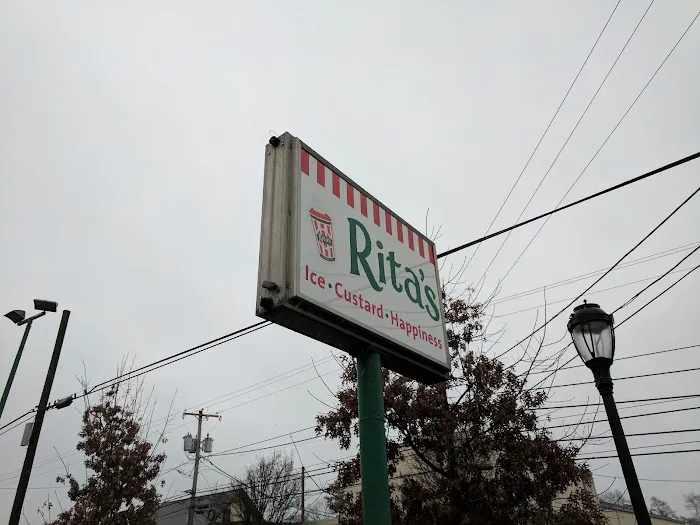 Rita's
Ice • Custard • Happiness